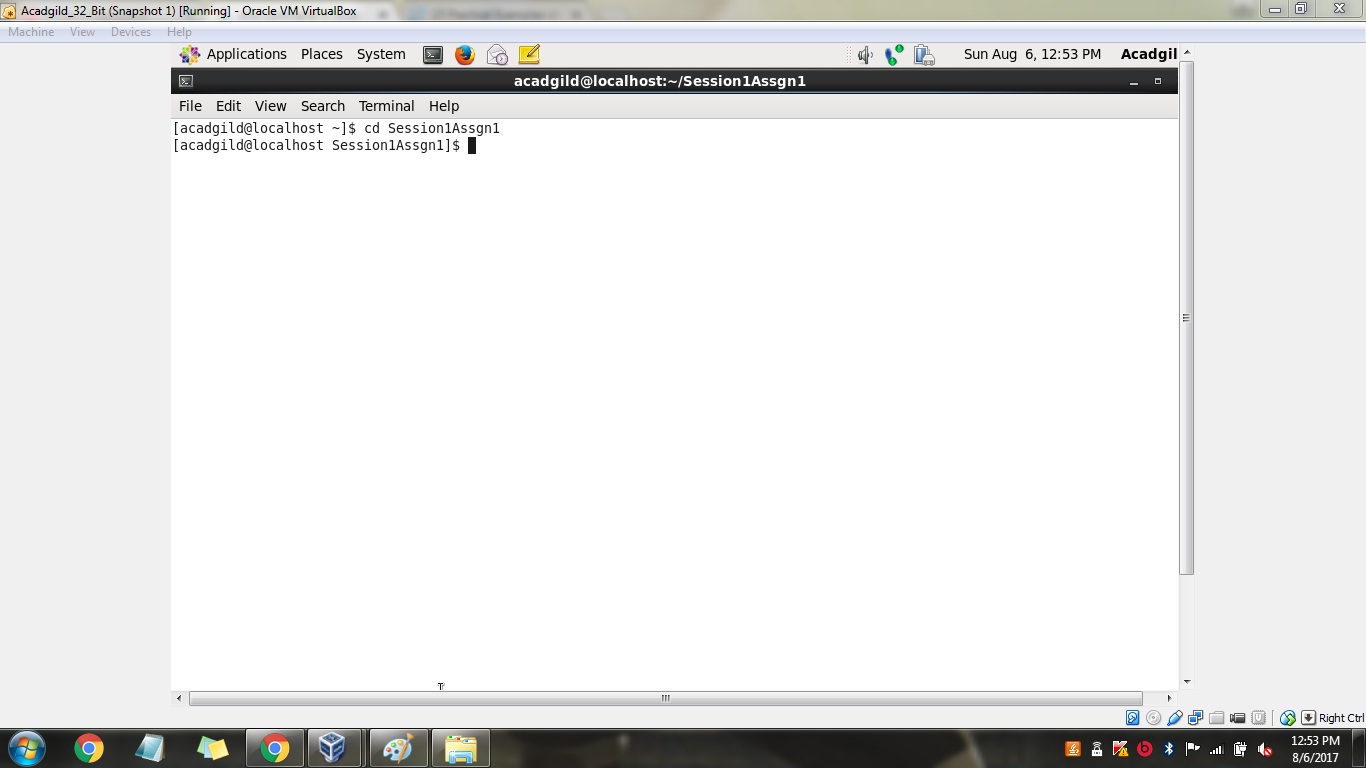 Acadgild_32_Bit (Snapshot 1) [Running] - Oracle VM VirtualBox
Machine View Devices Help
Applications Places System Sun Aug 6, 12:53 PM Acadgil
acadgild@localhost:~/Session1Assgn1
File Edit View Search Terminal Help
[acadgild@localhost ~]$ cd Session1Assgn1
[acadgild@localhost Session1Assgn1]$
Right Ctrl
12:53 PM
8/6/2017